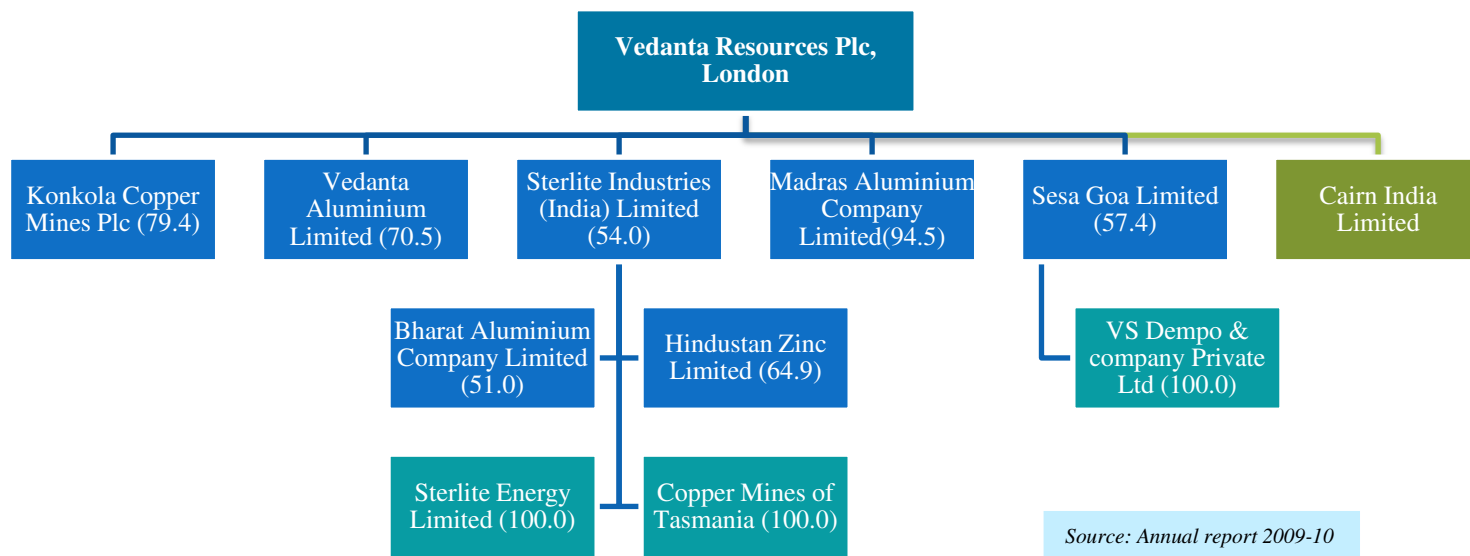 Vedanta Resources Plc,
London
Konkola Copper
Mines Plc (79.4)
Vedanta
Aluminium
Limited (70.5)
Sterlite Industries
(India) Limited
(54.0)
Madras Aluminium
Company
Limited(94.5)
Sesa Goa Limited
(57.4)
Cairn India
Limited
Bharat Aluminium
Company Limited
(51.0)
Hindustan Zinc
Limited (64.9)
VS Dempo &
company Private
Ltd (100.0)
Sterlite Energy
Limited (100.0)
Copper Mines of
Tasmania (100.0)
Source: Annual report 2009-10